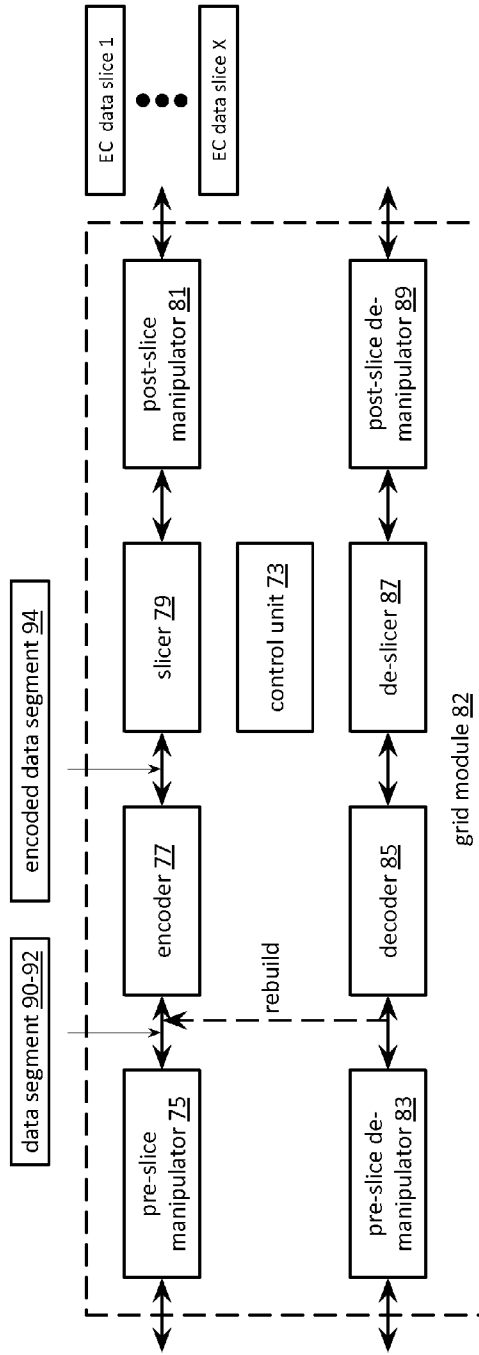 data segment 90-92
encoded data segment 94
pre-slice
manipulator 75
encoder 77
slicer 79
post-slice
manipulator 81
EC data slice 1
EC data slice X
rebuild
control unit 73
pre-slice de-
manipulator 83
decoder 85
de-slicer 87
post-slice de-
manipulator 89
grid module 82